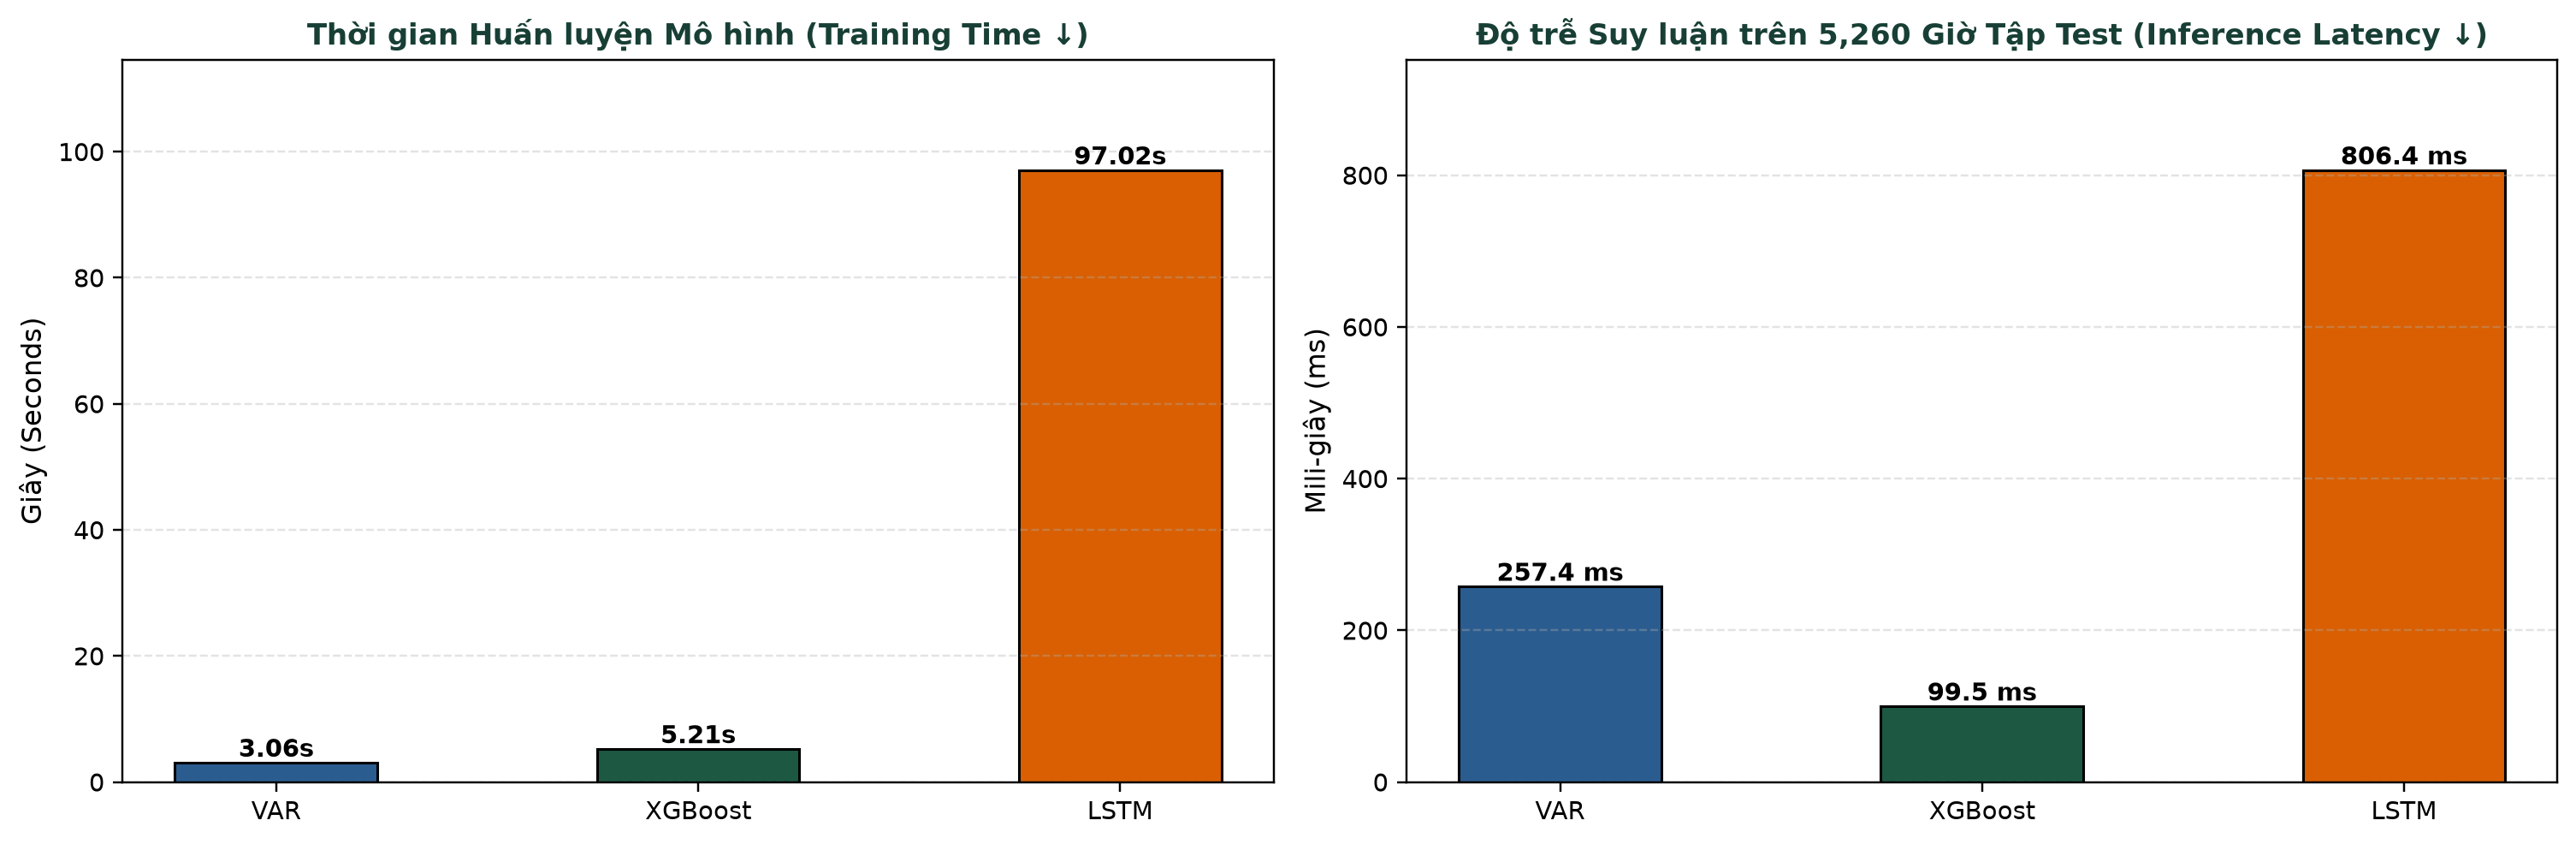 Thời gian Huấn luyện Mô hình (Training Time ↓)
Giây (Seconds)
100
80
60
40
20
0
3.06s
5.21s
97.02s
VAR
XGBoost
LSTM
Độ trễ Suy luận trên 5,260 Giờ Tập Test (Inference Latency ↓)
Mili-giây (ms)
800
600
400
200
0
257.4 ms
99.5 ms
806.4 ms
VAR
XGBoost
LSTM